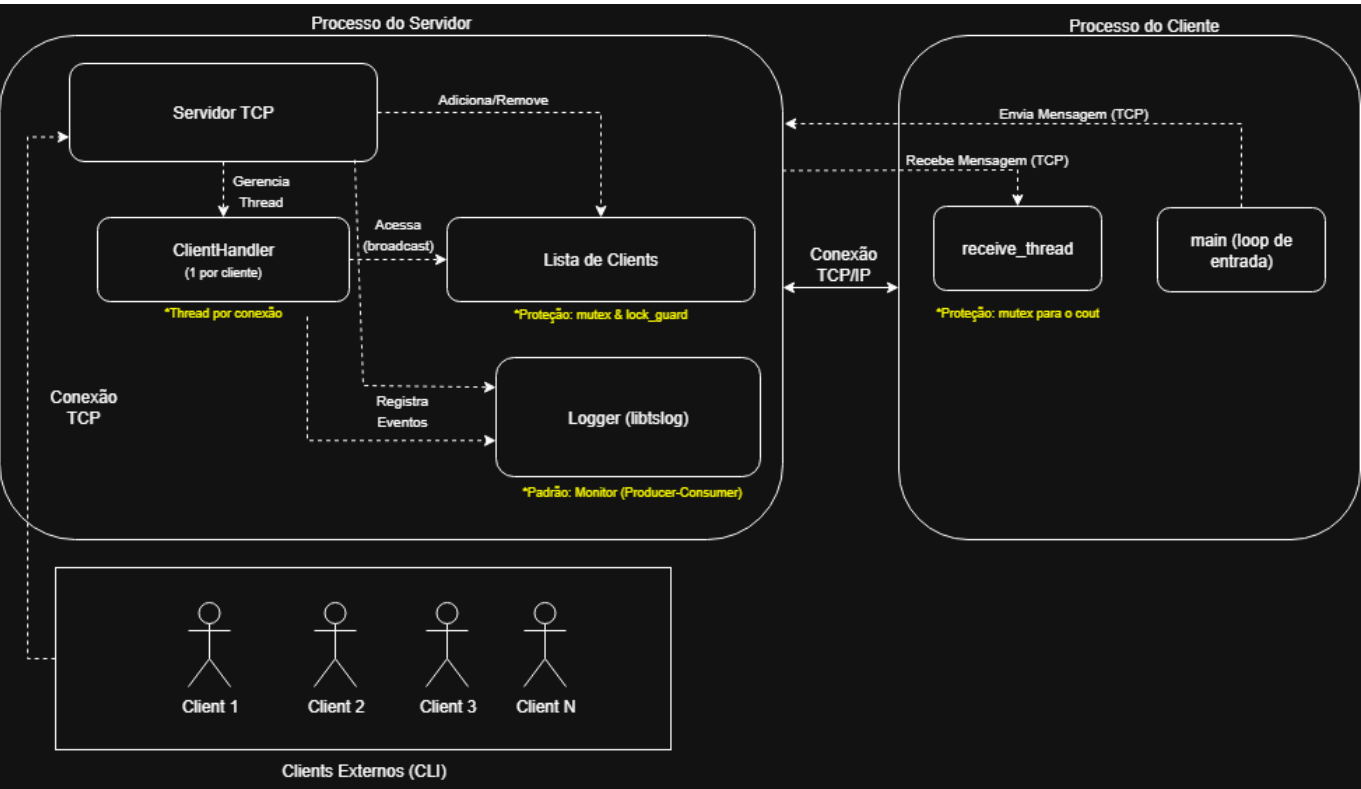 Processo do Servidor
Processo do Cliente
Servidor TCP
Adiciona/Remove
Envia Mensagem (TCP)
Recebe Mensagem (TCP)
Gerencia
Thread
ClientHandler
(1 por cliente)
*Thread por conexão
Acessa
(broadcast)
Lista de Clients
*Proteção: mutex & lock_guard
Conexão
TCP/IP
receive_thread
*Proteção: mutex para o cout
main (loop de
entrada)
Conexão
TCP
Registra
Eventos
Logger (libtslog)
*Padrão: Monitor (Producer-Consumer)
Client 1
Client 2
Client 3
Client N
Clients Externos (CLI)